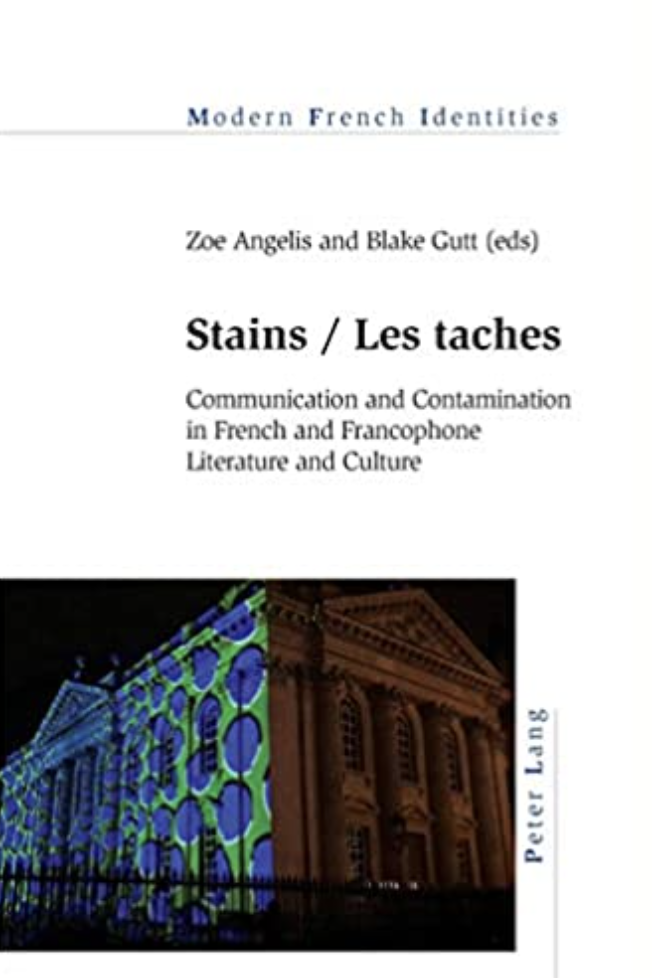 Modern French Identities
Zoe Angelis and Blake Gutt (eds)
Stains / Les taches
Communication and Contamination
in French and Francophone
Literature and Culture
Peter Lang